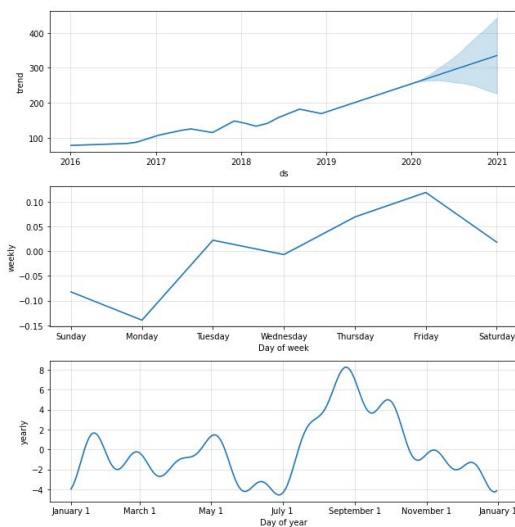 400
300
200
100
trend
2016 2017 2018 2019 2020 2021
ds
0.10
0.05
0.00
−0.05
−0.10
−0.15
weekly
Sunday Monday Tuesday Wednesday Thursday Friday Saturday
Day of week
8
6
4
2
0
−2
−4
yearly
January 1 March 1 May 1 July 1 September 1 November 1 January 1
Day of year